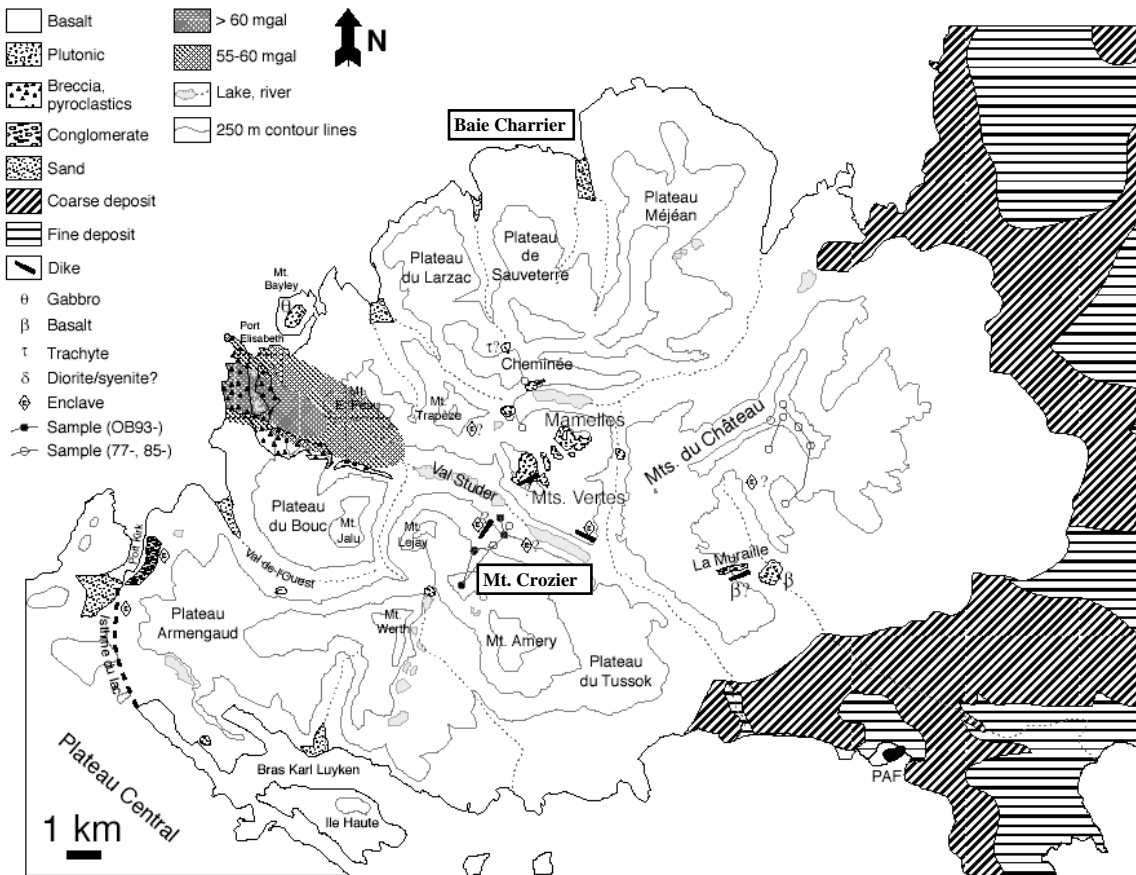 Basalt
Plutonic
Breccia,
pyroclastics
Conglomerate
Sand
Coarse deposit
Fine deposit
Dike
θ Gabbro
β Basalt
τ Trachyte
δ Diorite/syenite?
Enclave
Sample (OB93-)
Sample (77-, 85-)
> 60 mgal
55-60 mgal
Lake, river
250 m contour lines
N
Baie Charrier
Plateau
Méjéan
Plateau
de
Sauveterre
Plateau
du Larzac
Mt.
Bayley
θ
Port
Elisabeth
τ?
Cheminée
Mt.
Trapèze
E ?
Mamelles
Mts. du Château
Val Studer
Mts. Vertes
E
E ?
Plateau
du Bouc
Mt.
Jalu
Mt.
Lejay
?
E
E ?
La Muraille
β?
β
Port Kirk
E
Val de l'Ouest
Mt. Crozier
E
Isthme du lac
Plateau
Armengaud
Mt.
Werth
Mt. Amery
Plateau
du Tussok
PAF
Bras Karl Luyken
Plateau Central
Ile Haute
1 km